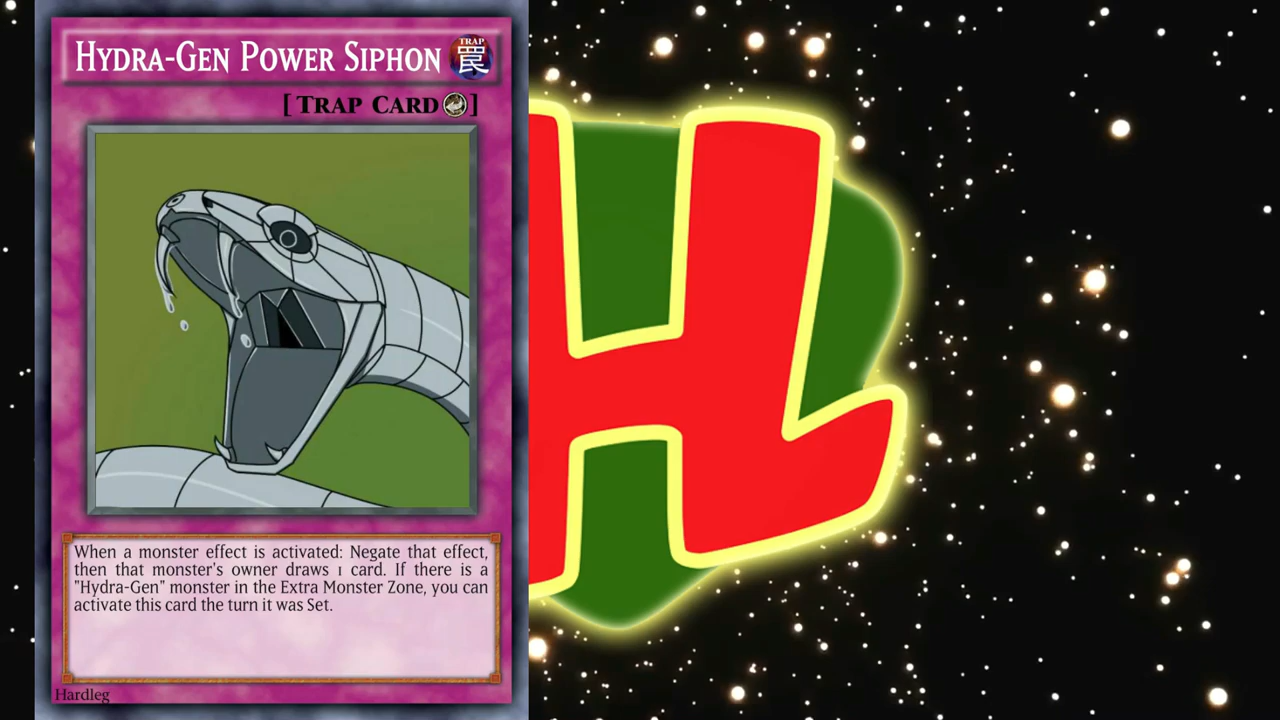 HYDRA-GEN POWER SIPHON
TRAP
罠
[TRAP CARD]
H
When a monster effect is activated: Negate that effect,
then that monster's owner draws 1 card. If there is a
"Hydra-Gen" monster in the Extra Monster Zone, you can
activate this card the turn it was Set.
Hardleg